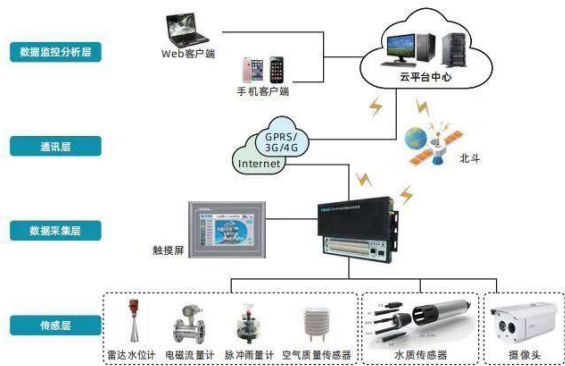 数据监控分析层
Web客户端
手机客户端
云平台中心
通讯层
GPRS/
3G/4G
Internet
北斗
数据采集层
触摸屏
传感层
雷达水位计
电磁流量计
脉冲雨量计
空气质量传感器
水质传感器
摄像头